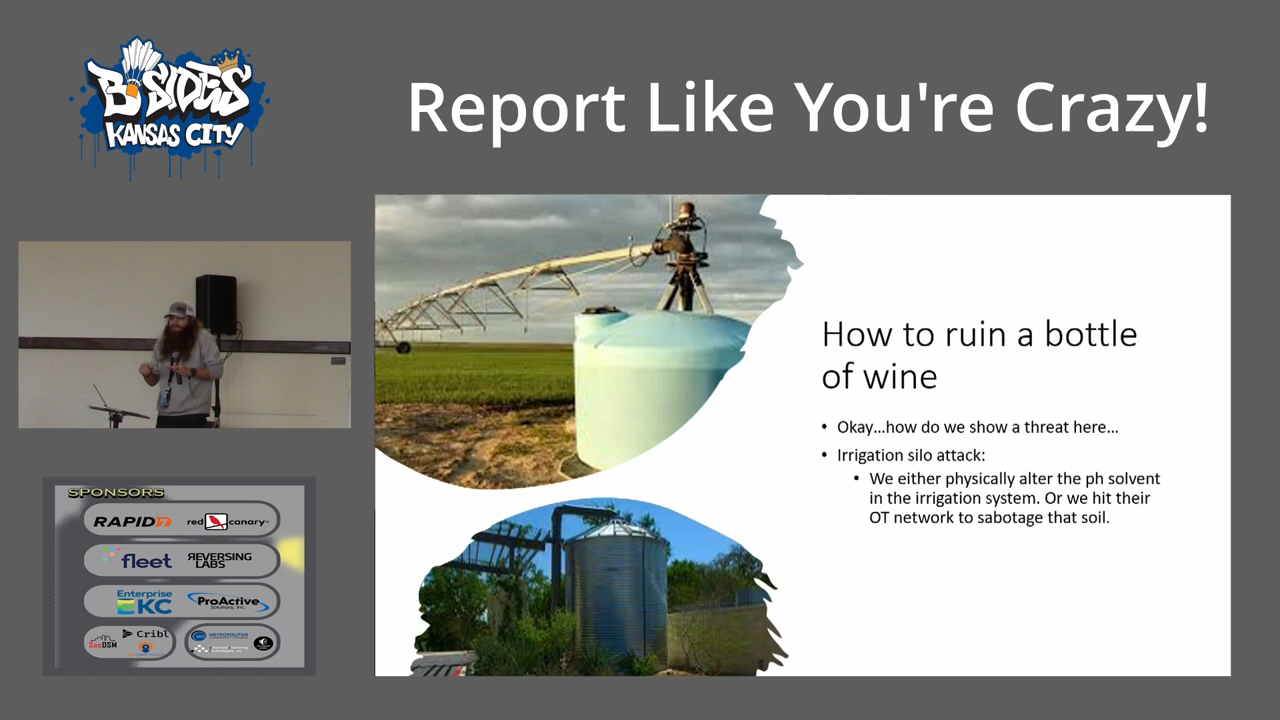 B SIDES
KANSAS CITY
Report Like You're Crazy!
How to ruin a bottle
of wine
• Okay...how do we show a threat here...
• Irrigation silo attack:
• We either physically alter the ph solvent
in the irrigation system. Or we hit their
OT network to sabotage that soil.
SPONSORS
RAPID7
red canary
fleet
REVERSING
LABS
Enterprise
KC
ProActive
Solutions, Inc.
SecDSM
Cribl
METROPOLITAN